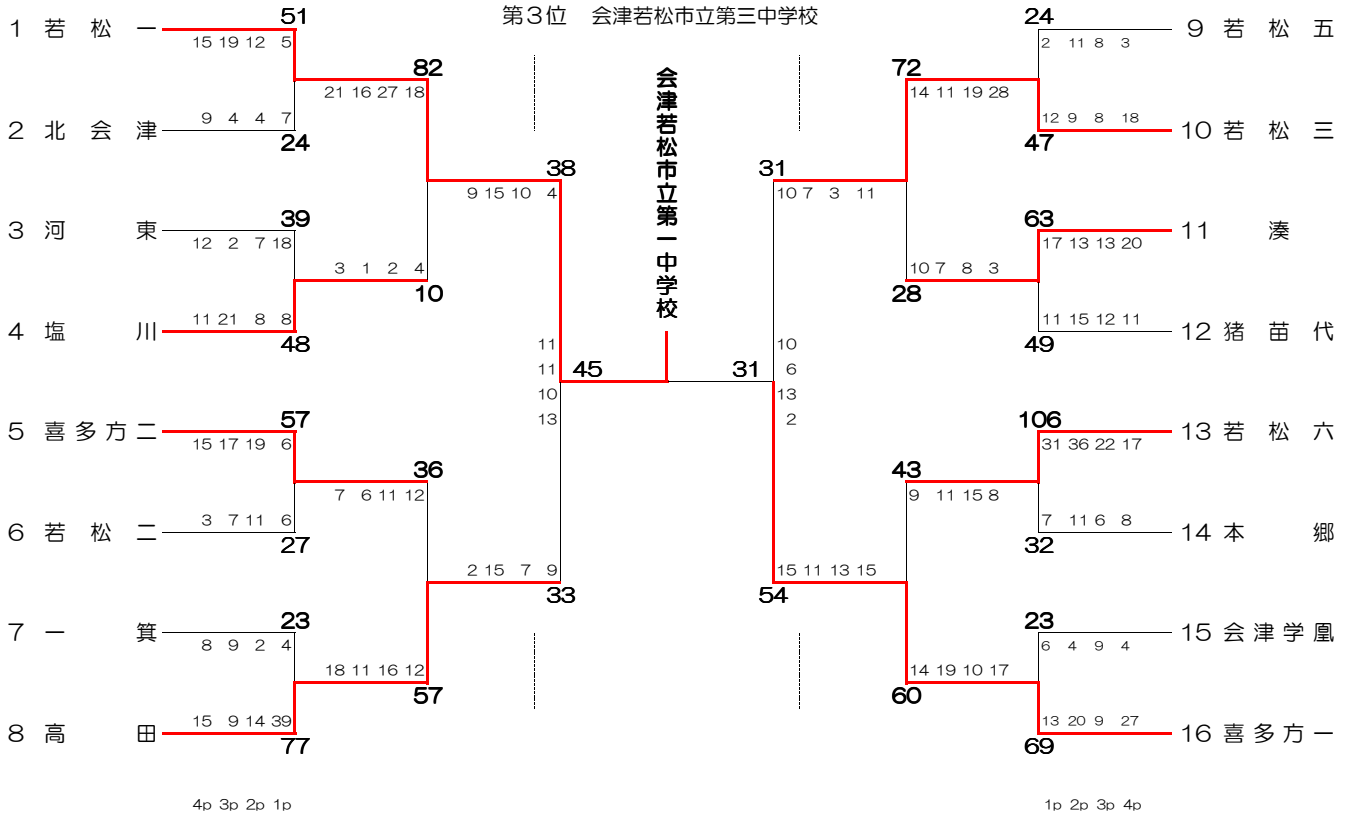 第3位 会津若松市立第三中学校
会津若松市立第一中学校
1 若松一
51
15 19 12 5
82
21 16 27 18
9 4 4 7
2 北会津
24
38
9 15 10 4
3 河東
39
12 2 7 18
3 1 2 4
10
11 21 8 8
4 塩川
48
11
11
10
13
45
5 喜多方二
57
15 17 19 6
36
7 6 11 12
3 7 11 6
6 若松二
27
2 15 7 9
33
7 一箕
23
8 9 2 4
18 11 16 12
57
15 9 14 39
8 高田
77
4p 3p 2p 1p
24
9 若松五
2 11 8 3
72
14 11 19 28
12 9 8 18
10 若松三
47
31
10 7 3 11
63
11 湊
17 13 13 20
10 7 8 3
28
11 15 12 11
12 猪苗代
49
31
10
6
13
2
106
13 若松六
31 36 22 17
43
9 11 15 8
7 11 6 8
14 本郷
32
15 11 13 15
54
23
15 会津学鳳
6 4 9 4
14 19 10 17
60
13 20 9 27
16 喜多方一
69
1p 2p 3p 4p